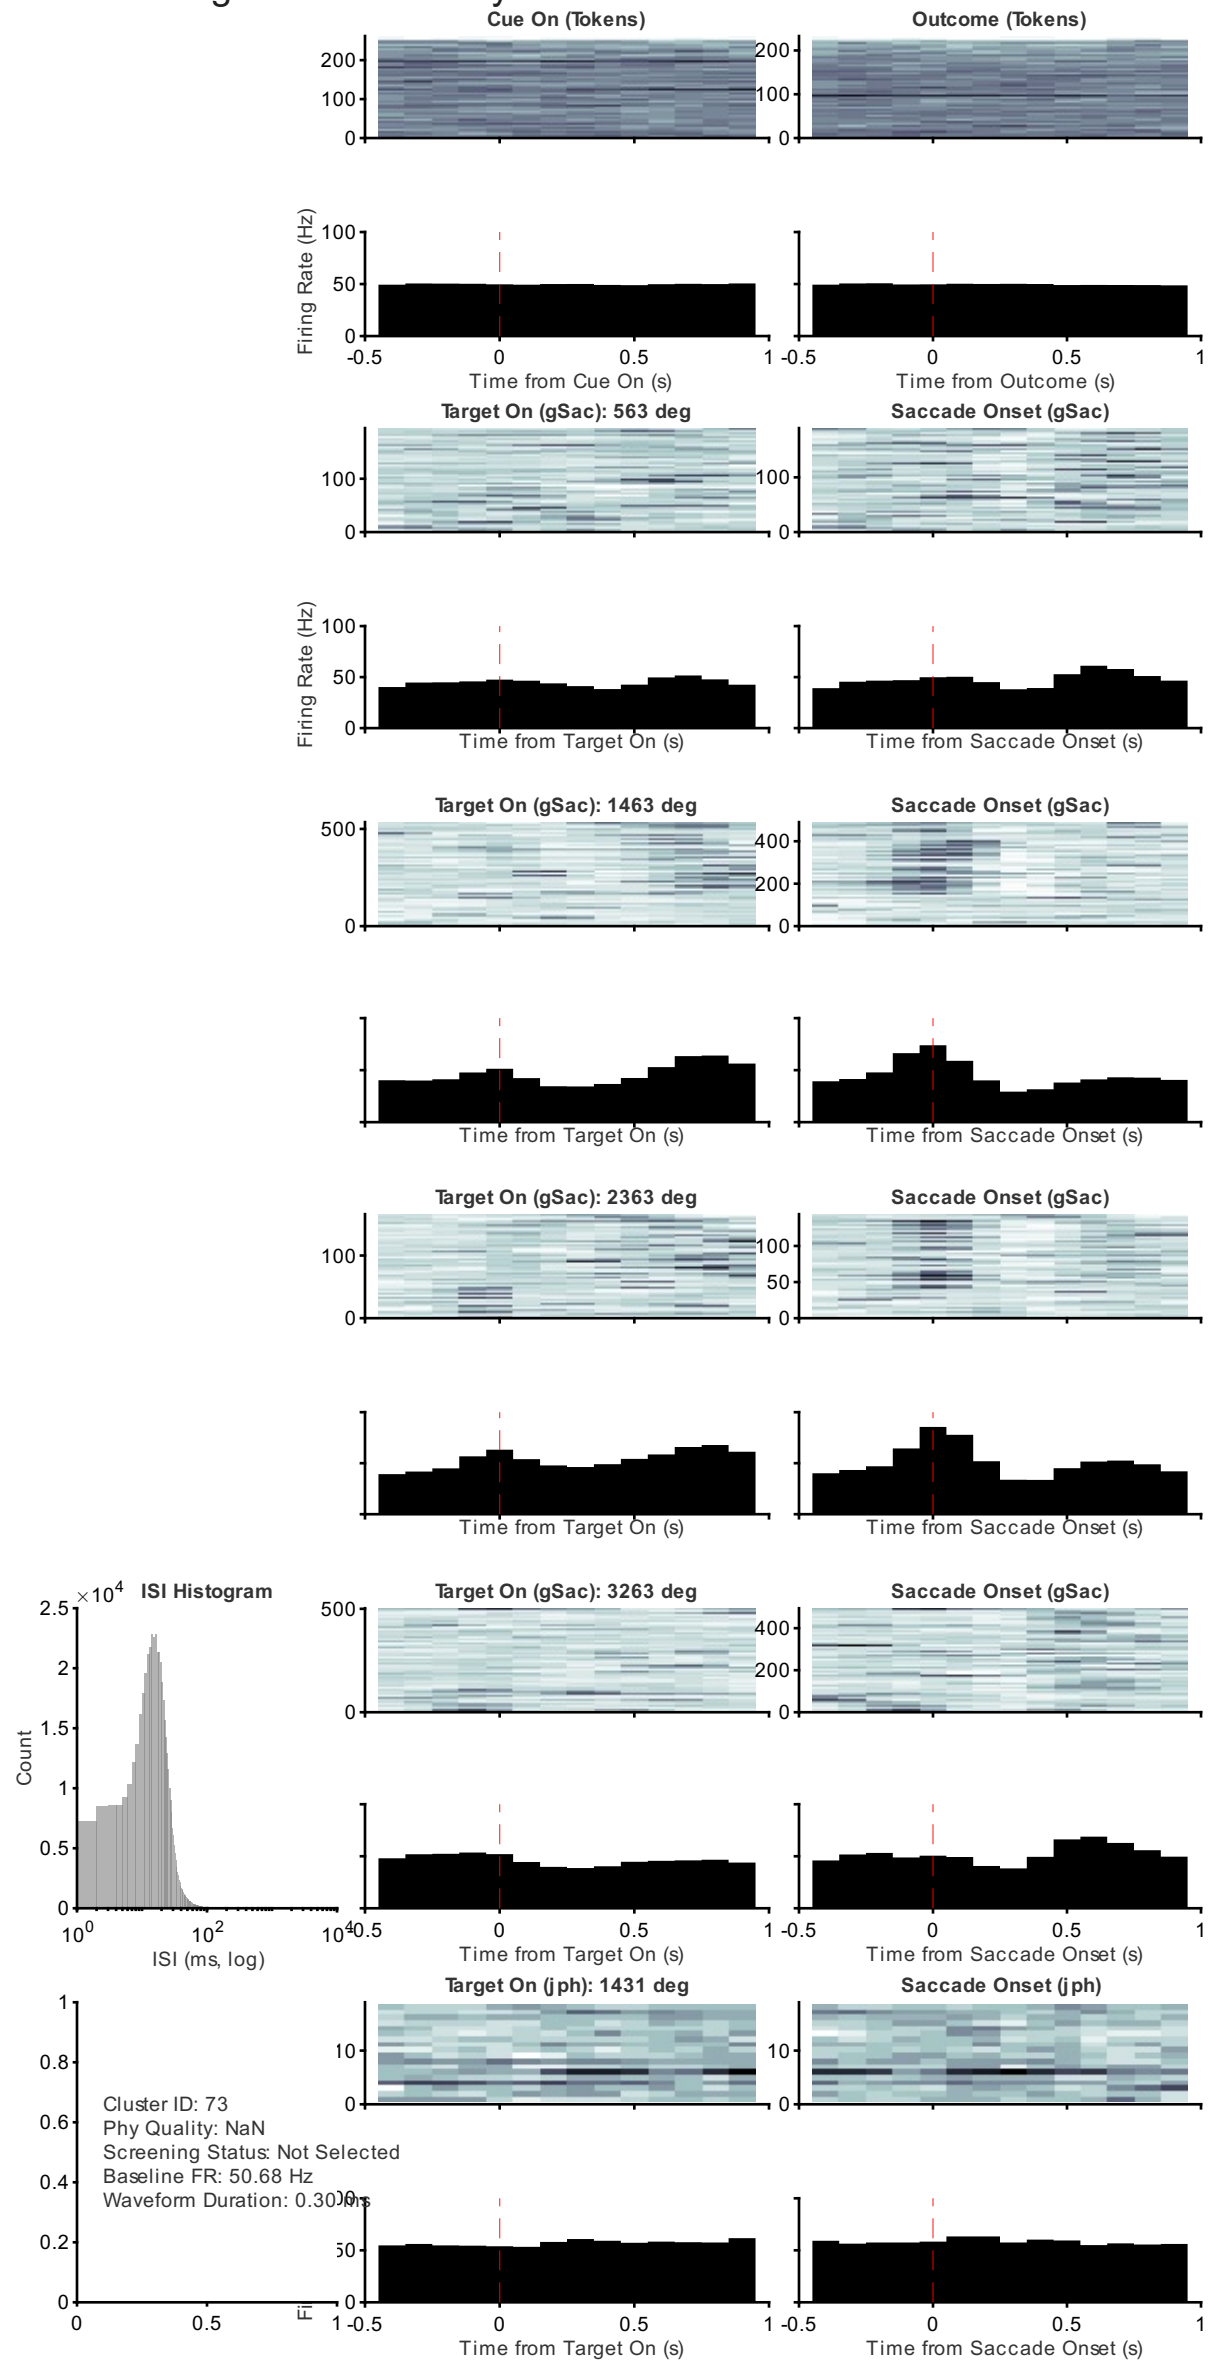 Cue On (Tokens)
Outcome (Tokens)
200
100
0
200
100
0
Firing Rate (Hz)
100
50
0
-0.5
0
0.5
1
-0.5
0
0.5
1
Time from Cue On (s)
Time from Outcome (s)
Target On (gSac): 563 deg
Saccade Onset (gSac)
100
0
100
0
Firing Rate (Hz)
100
50
0
Time from Target On (s)
Time from Saccade Onset (s)
Target On (gSac): 1463 deg
Saccade Onset (gSac)
500
0
400
200
0
Time from Target On (s)
Time from Saccade Onset (s)
Target On (gSac): 2363 deg
Saccade Onset (gSac)
100
0
100
50
0
Time from Target On (s)
Time from Saccade Onset (s)
×10^4
ISI Histogram
2.5
2
1.5
1
0.5
0
Count
10^0
10^2
10^4
ISI (ms, log)
Target On (gSac): 3263 deg
Saccade Onset (gSac)
500
0
400
200
0
-0.5
0
0.5
1
-0.5
0
0.5
1
Time from Target On (s)
Time from Saccade Onset (s)
Target On (jph): 1431 deg
Saccade Onset (jph)
10
0
10
0
1
0.8
0.6
0.4
0.2
0
0
0.5
1
Cluster ID: 73
Phy Quality: NaN
Screening Status: Not Selected
Baseline FR: 50.68 Hz
Waveform Duration: 0.30 ms
50
0
-0.5
0
0.5
1
-0.5
0
0.5
1
Time from Target On (s)
Time from Saccade Onset (s)